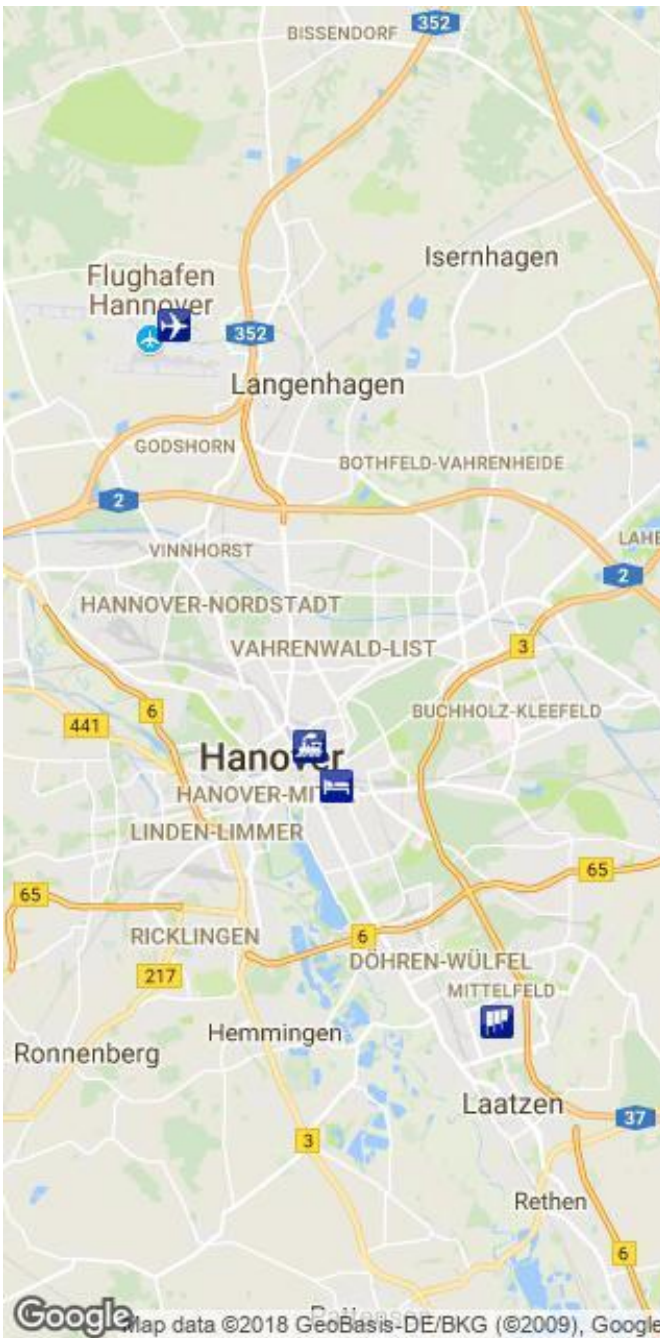 352
BISSENDORF
Isernhagen
Flughafen
Hannover
352
Langenhagen
GODSHORN
BOTHFELD-VAHRENHEIDE
2
LAHE
VINNHORST
2
HANNOVER-NORDSTADT
VAHRENWALD-LIST
3
6
BUCHHOLZ-KLEEFELD
441
Hanover
HANOVER-MIT
LINDEN-LIMMER
65
65
RICKLINGEN
6
DÖHREN-WÜLFEL
217
MITTELFELD
Hemmingen
Ronnenberg
Laatzen
37
3
Rethen
6
Google
Map data ©2018 GeoBasis-DE/BKG (©2009), Google